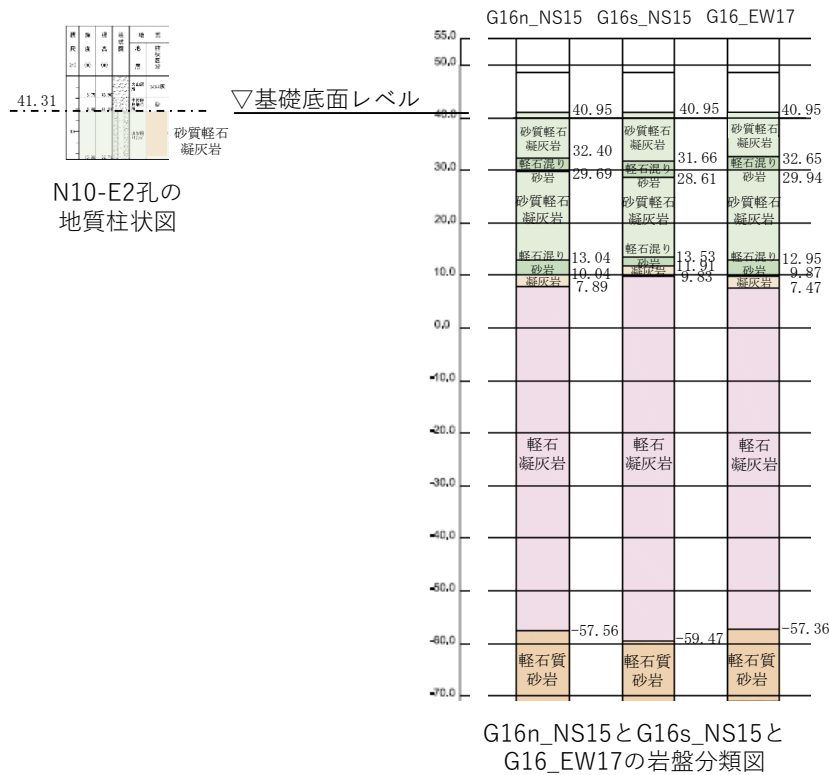 G16n_NS15 G16s_NS15 G16_EW17
55.0
50.0
41.31
▽基礎底面レベル
40.0
40.95
40.95
40.95
砂質軽石
凝灰岩
砂質軽石
凝灰岩
砂質軽石
凝灰岩
砂質軽石
凝灰岩
N10-E2孔の
地質柱状図
32.40
31.66
32.65
軽石混り
砂岩
軽石混り
砂岩
軽石混り
砂岩
30.0
29.69
28.61
29.94
砂質軽石
凝灰岩
砂質軽石
凝灰岩
砂質軽石
凝灰岩
20.0
軽石混り
砂岩
軽石混り
砂岩
軽石混り
砂岩
13.04
13.53
12.95
11.91
10.0
10.04
9.83
9.87
凝灰岩
凝灰岩
凝灰岩
7.89
7.47
0.0
-10.0
-20.0
軽石
凝灰岩
軽石
凝灰岩
軽石
凝灰岩
-30.0
-40.0
-50.0
-57.56
-59.47
-57.36
-60.0
軽石質
砂岩
軽石質
砂岩
軽石質
砂岩
-70.0
G16n_NS15とG16s_NS15と
G16_EW17の岩盤分類図